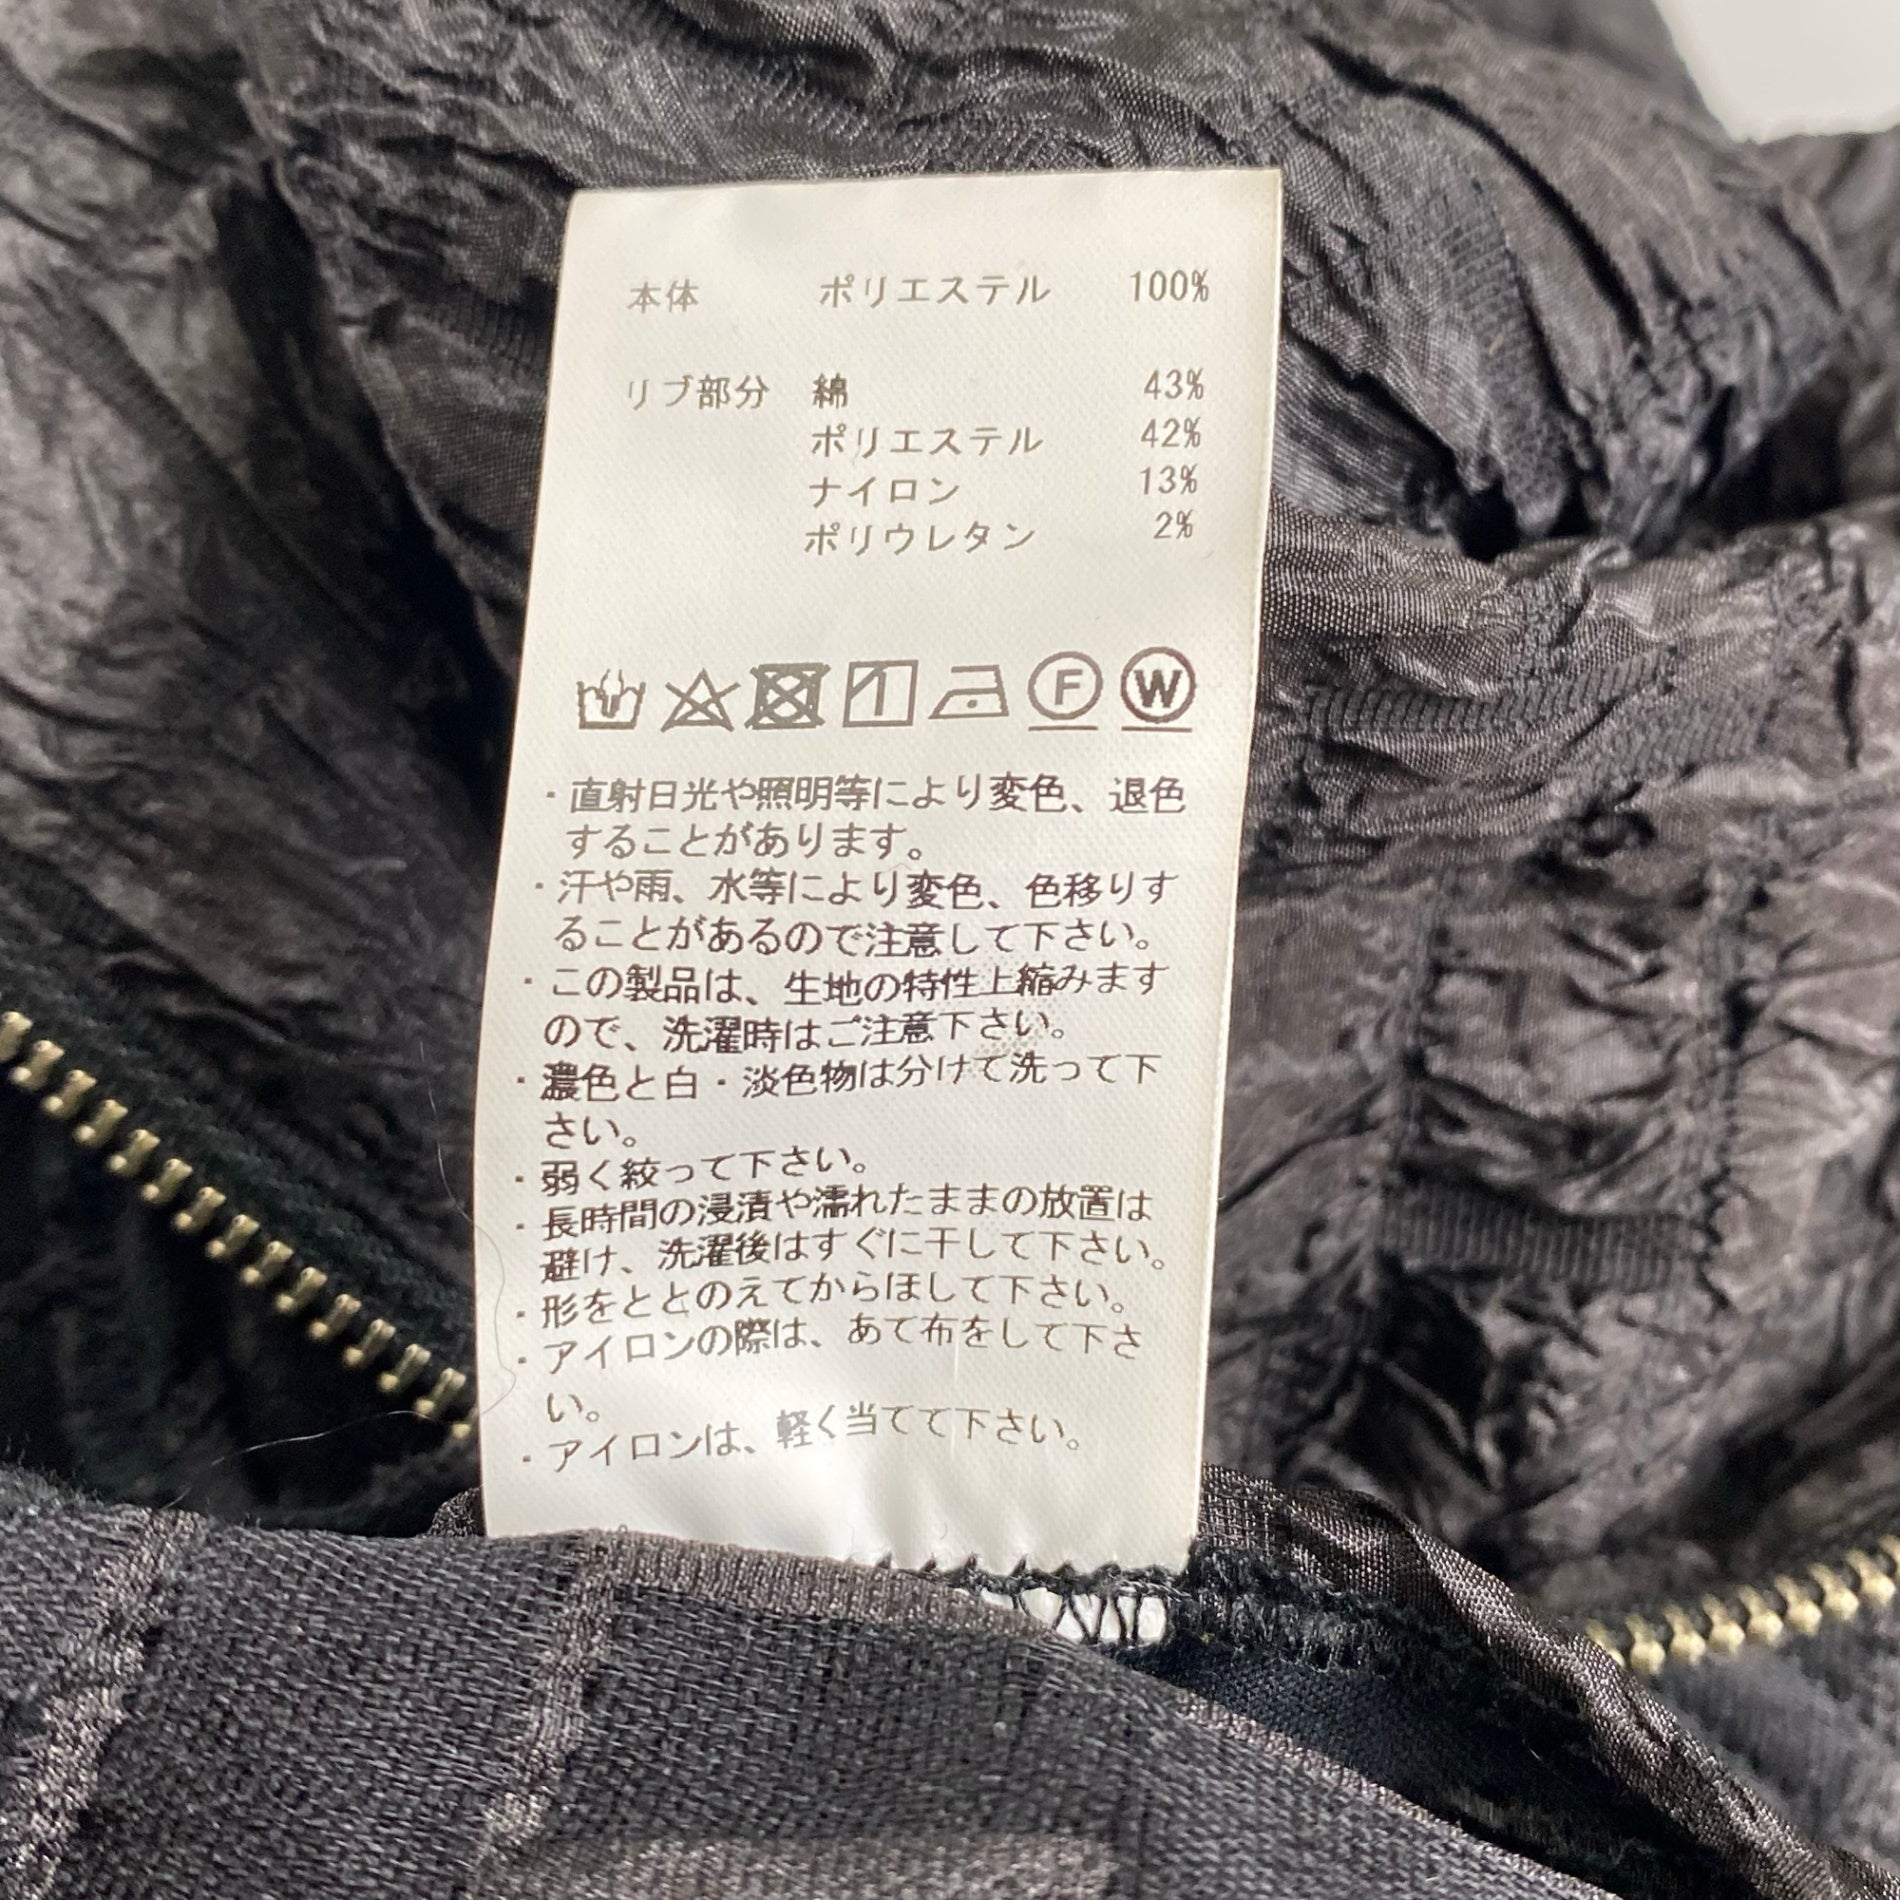 本体 ポリエステル 100%
リブ部分 綿 43%
ポリエステル 42%
ナイロン 13%
ポリウレタン 2%
F W
・直射日光や照明等により変色、退色
することがあります。
・汗や雨、水等により変色、色移りす
ることがあるので注意して下さい。
・この製品は、生地の特性上縮みます
ので、洗濯時はご注意下さい。
・濃色と白・淡色物は分けて洗って下
さい。
・弱く絞って下さい。
・長時間の浸漬や濡れたままの放置は
避け、洗濯後はすぐに干して下さい。
・形をととのえてからほして下さい。
・アイロンの際は、あて布をして下さ
い。
・アイロンは、軽く当てて下さい。